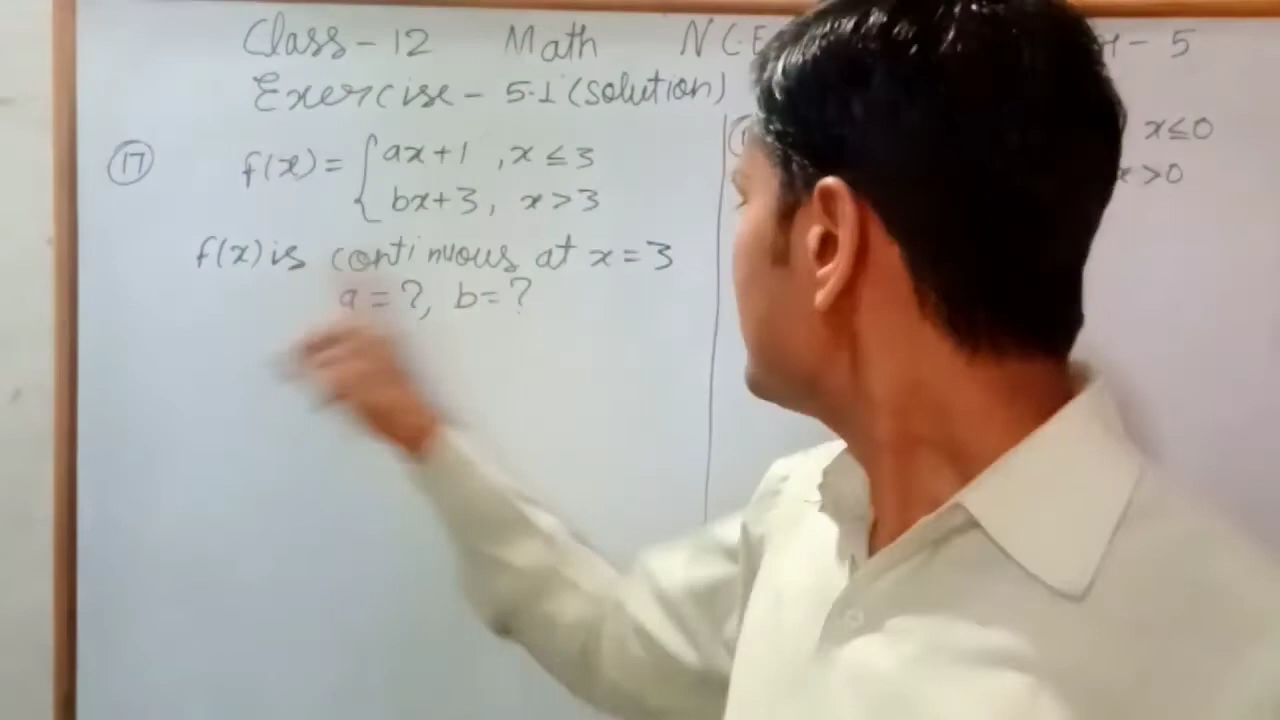 Class - 12 Math NCE - 5
Exercise - 5.1 (Solution)
(17) f(x) = { ax+1 , x ≤ 3
bx+3, x > 3
f(x) is continuous at x = 3
a = ?, b = ?
x ≤ 0
x > 0